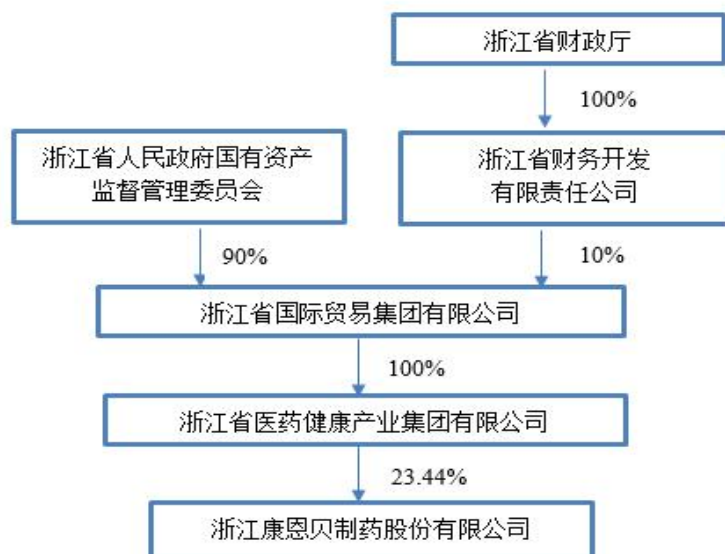 浙江省财政厅
100%
浙江省人民政府国有资产
监督管理委员会
浙江省财务开发
有限责任公司
90%
10%
浙江省国际贸易集团有限公司
100%
浙江省医药健康产业集团有限公司
23.44%
浙江康恩贝制药股份有限公司